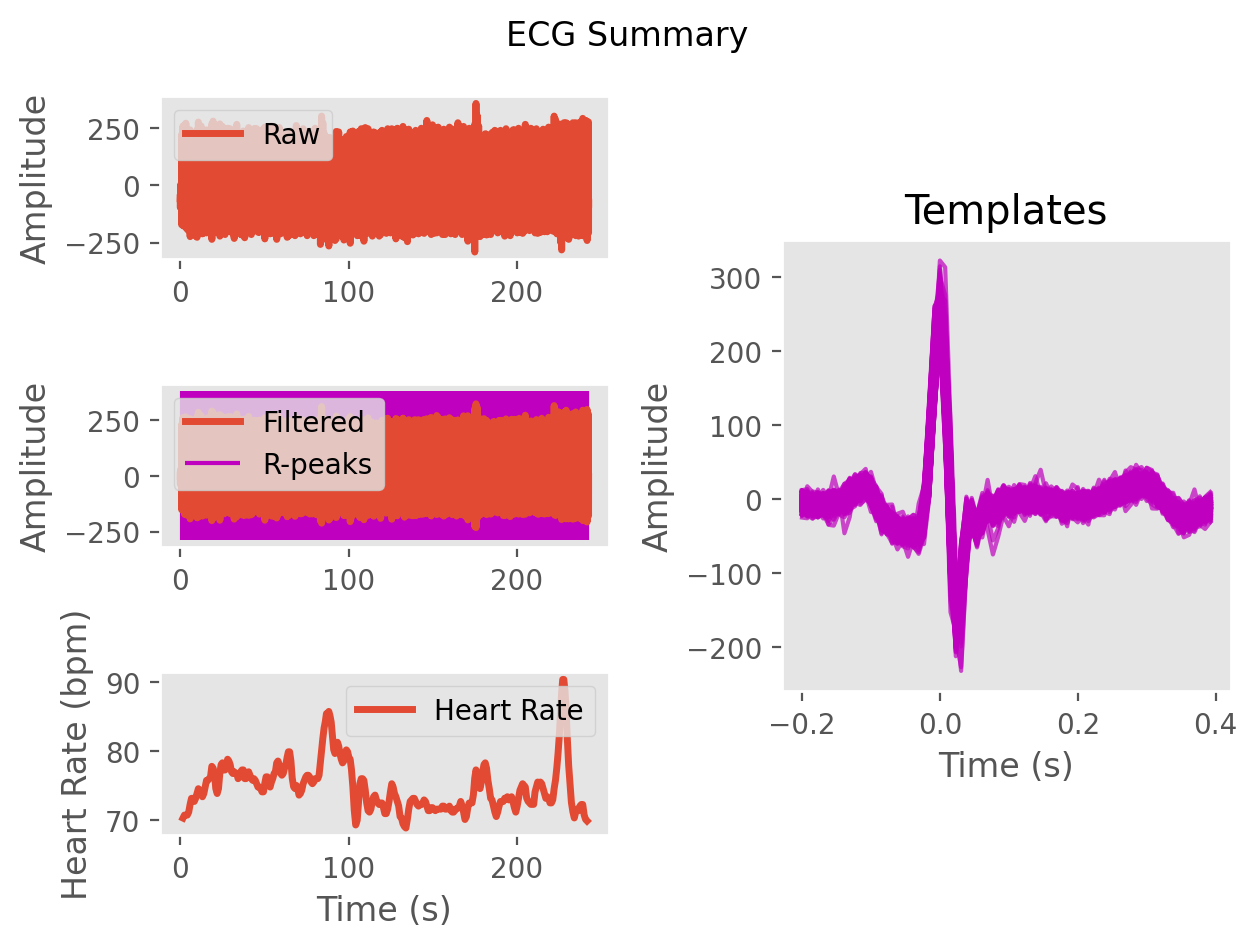 ECG Summary
Amplitude
250
0
−250
Raw
0
100
200
Amplitude
250
0
−250
Filtered
R-peaks
0
100
200
Heart Rate (bpm)
90
80
70
Heart Rate
0
100
200
Time (s)
Templates
Amplitude
300
200
100
0
−100
−200
−0.2
0.0
0.2
0.4
Time (s)